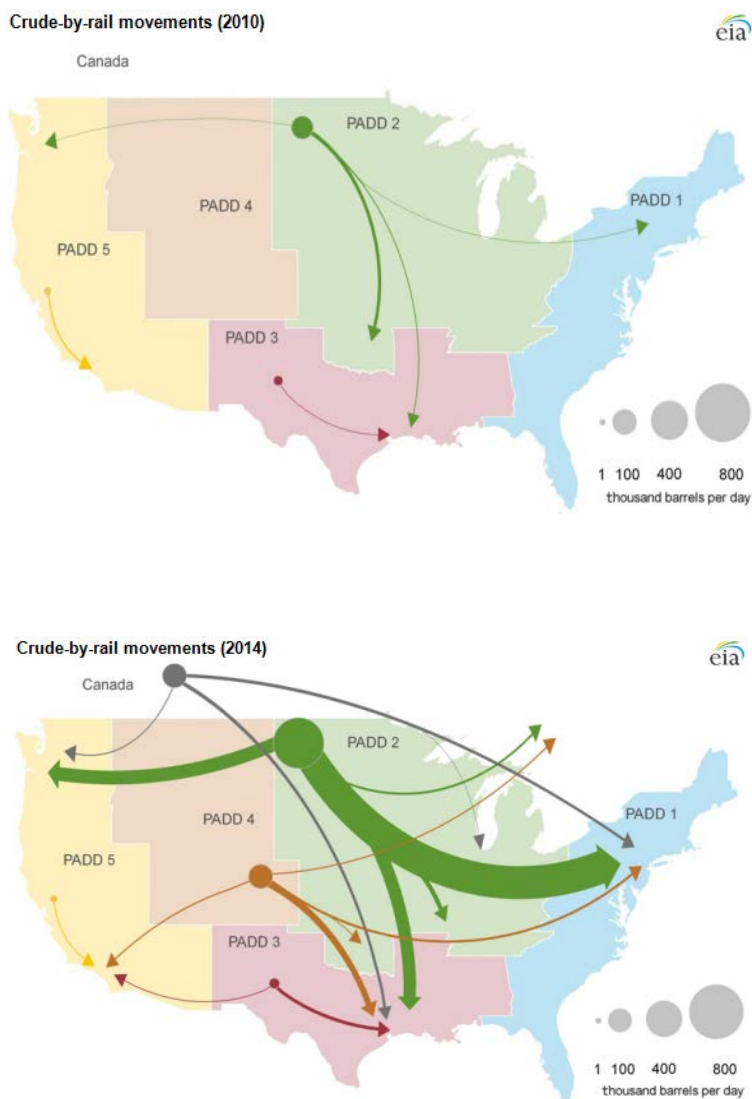 Crude-by-rail movements (2010)
eia
Canada
PADD 2
PADD 1
PADD 4
PADD 5
PADD 3
1 100 400 800
thousand barrels per day
Crude-by-rail movements (2014)
eia
Canada
PADD 2
PADD 1
PADD 4
PADD 5
PADD 3
1 100 400 800
thousand barrels per day